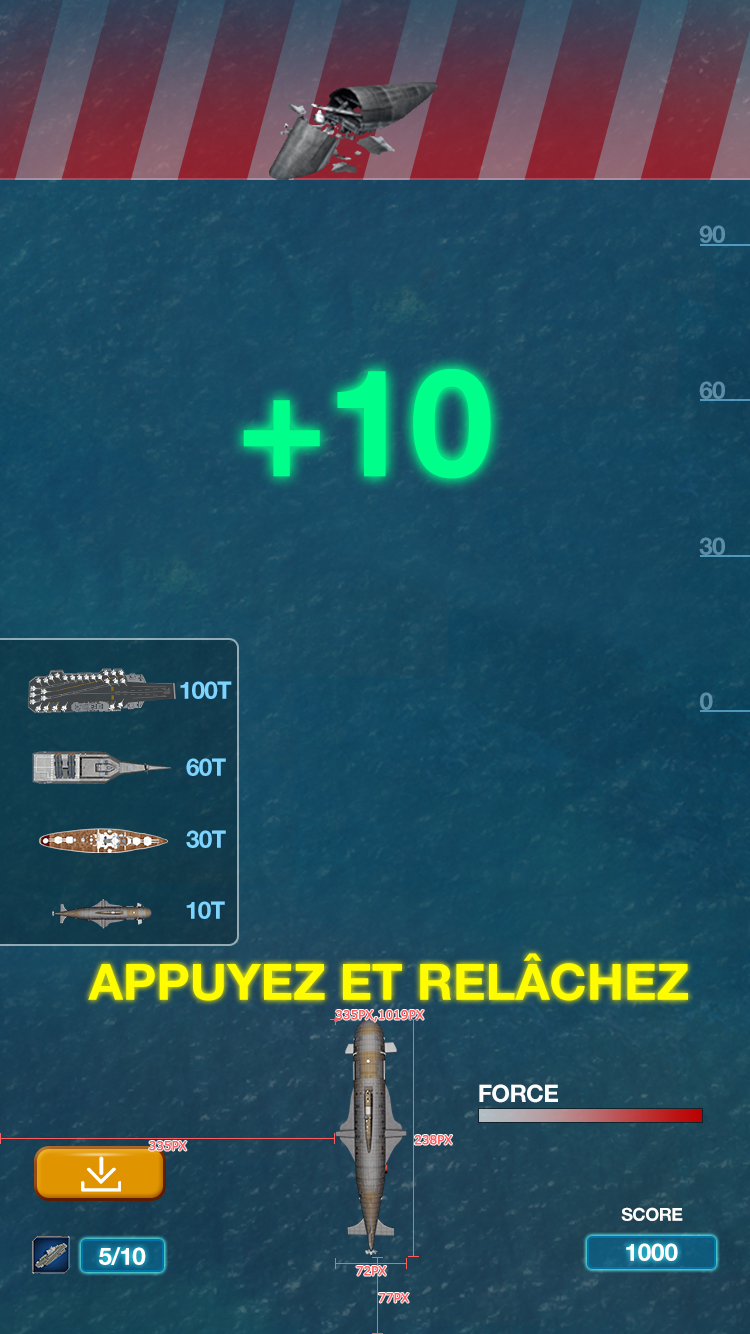 90
+10
60
30
100T
0
60T
30T
10T
APPUYEZ ET RELÂCHEZ
335PX,1019PX
FORCE
335PX
238PX
SCORE
5/10
1000
72PX
77PX